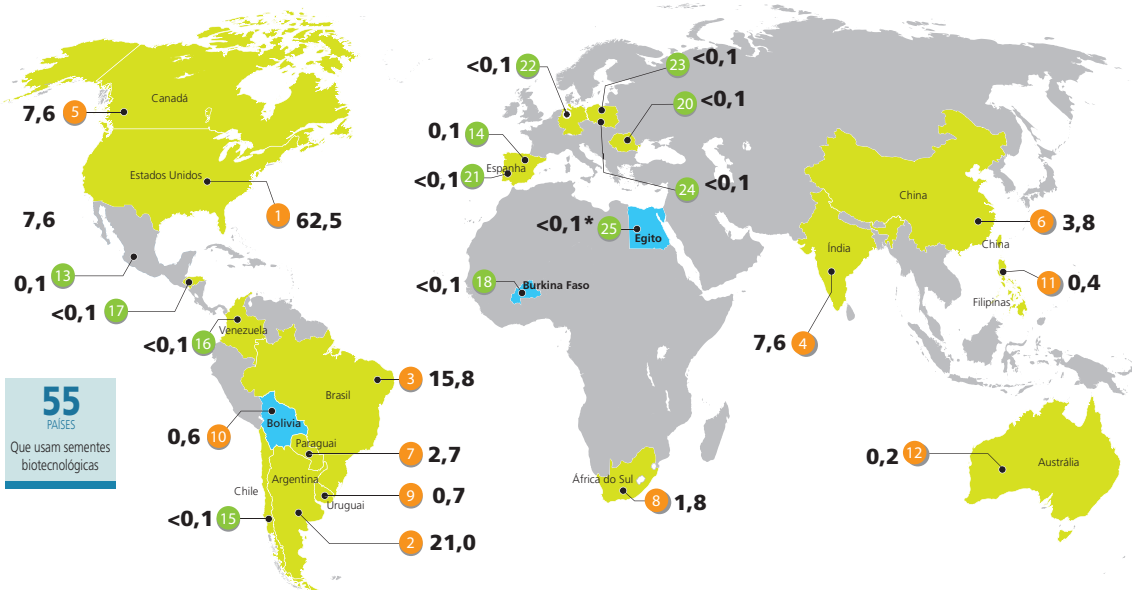 <0,1 22
23 <0,1
20 <0,1
0,1 14
Espanha
<0,1 21
24 <0,1
Canadá
7,6 5
Estados Unidos
1 62,5
7,6
0,1 13
<0,1 17
Venezuela
<0,1 16
<0,1* 25
Egito
<0,1 18
Burkina Faso
China
6 3,8
China
Índia
11 0,4
Filipinas
7,6 4
55
PAÍSES
Que usam sementes
biotecnológicas
3 15,8
Brasil
Bolívia
0,6 10
Paraguai
7 2,7
Argentina
Chile
9 0,7
Uruguai
<0,1 15
2 21,0
África do Sul
8 1,8
0,2 12
Austrália